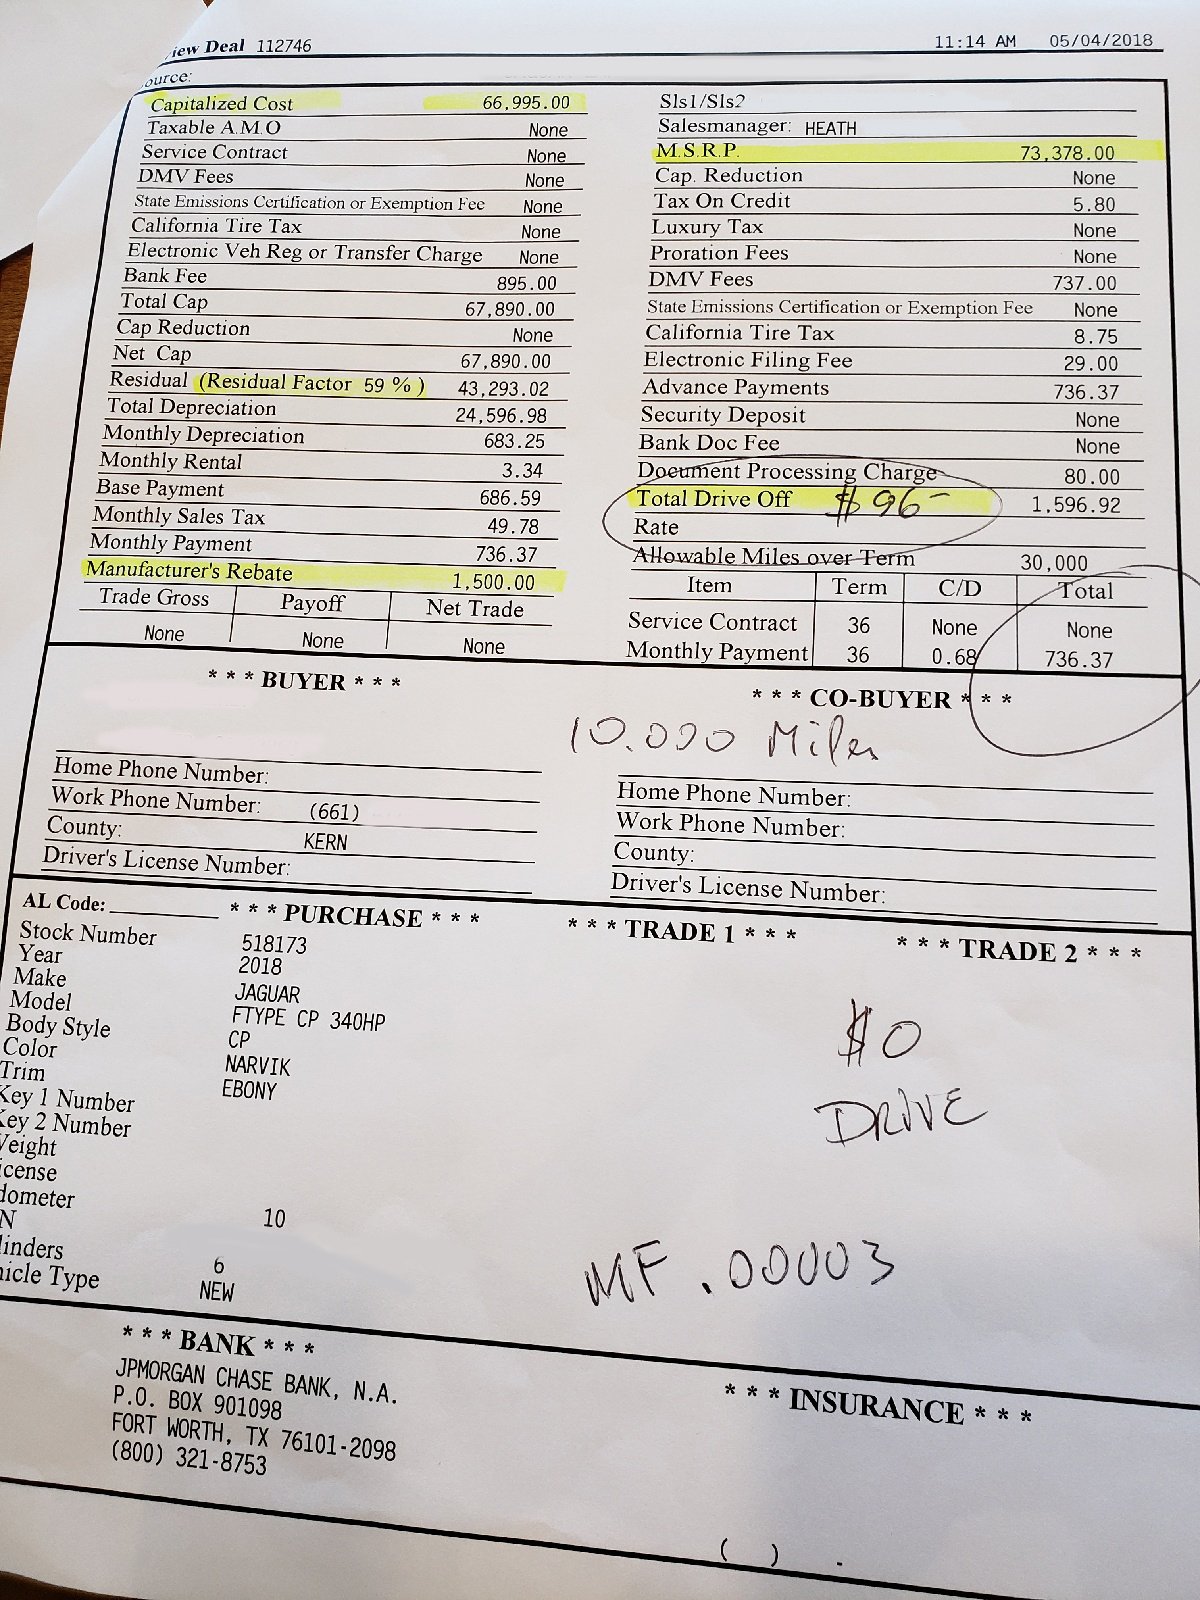 iew Deal 112746 11:14 AM 05/04/2018
ource:
Capitalized Cost 66,995.00
Taxable A.M.O None
Service Contract None
DMV Fees None
State Emissions Certification or Exemption Fee None
California Tire Tax None
Electronic Veh Reg or Transfer Charge None
Bank Fee 895.00
Total Cap 67,890.00
Cap Reduction None
Net Cap 67,890.00
Residual (Residual Factor 59 %) 43,293.02
Total Depreciation 24,596.98
Monthly Depreciation 683.25
Monthly Rental 3.34
Base Payment 686.59
Monthly Sales Tax 49.78
Monthly Payment 736.37
Manufacturer's Rebate 1,500.00
Trade Gross Payoff Net Trade
None None None
Sls1/Sls2
Salesmanager: HEATH
M.S.R.P. 73,378.00
Cap. Reduction None
Tax On Credit 5.80
Luxury Tax None
Proration Fees None
DMV Fees 737.00
State Emissions Certification or Exemption Fee None
California Tire Tax 8.75
Electronic Filing Fee 29.00
Advance Payments 736.37
Security Deposit None
Bank Doc Fee None
Document Processing Charge 80.00
Total Drive Off $96- 1,596.92
Rate
Allowable Miles over Term 30,000
Item Term C/D Total
Service Contract 36 None None
Monthly Payment 36 0.68 736.37
* * * BUYER * * *
Home Phone Number:
Work Phone Number: (661)
County: KERN
Driver's License Number:
* * * CO-BUYER * * *
10.000 Miles
Home Phone Number:
Work Phone Number:
County:
Driver's License Number:
AL Code: * * * PURCHASE * * *
Stock Number 518173
Year 2018
Make JAGUAR
Model FTYPE CP 340HP
Body Style CP
Color NARVIK
Trim EBONY
Key 1 Number
ey 2 Number
eight
icense
dometer 10
N
linders 6
icle Type NEW
* * * TRADE 1 * * * * * * TRADE 2 * * *
$0
DRIVE
MF .00003
* * * BANK * * *
JPMORGAN CHASE BANK, N.A.
P.O. BOX 901098
FORT WORTH, TX 76101-2098
(800) 321-8753
* * * INSURANCE * * *
( ) .